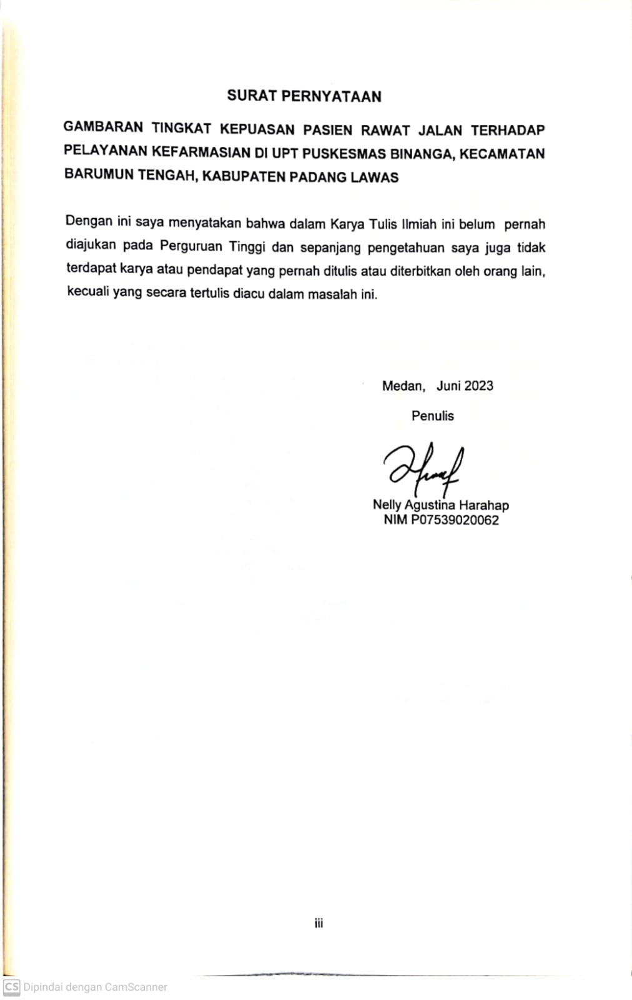 SURAT PERNYATAAN
GAMBARAN TINGKAT KEPUASAN PASIEN RAWAT JALAN TERHADAP
PELAYANAN KEFARMASIAN DI UPT PUSKESMAS BINANGA, KECAMATAN
BARUMUN TENGAH, KABUPATEN PADANG LAWAS
Dengan ini saya menyatakan bahwa dalam Karya Tulis Ilmiah ini belum pernah
diajukan pada Perguruan Tinggi dan sepanjang pengetahuan saya juga tidak
terdapat karya atau pendapat yang pernah ditulis atau diterbitkan oleh orang lain,
kecuali yang secara tertulis diacu dalam masalah ini.
Medan, Juni 2023
Penulis
Nelly Agustina Harahap
NIM P07539020062
iii
CS Dipindai dengan CamScanner